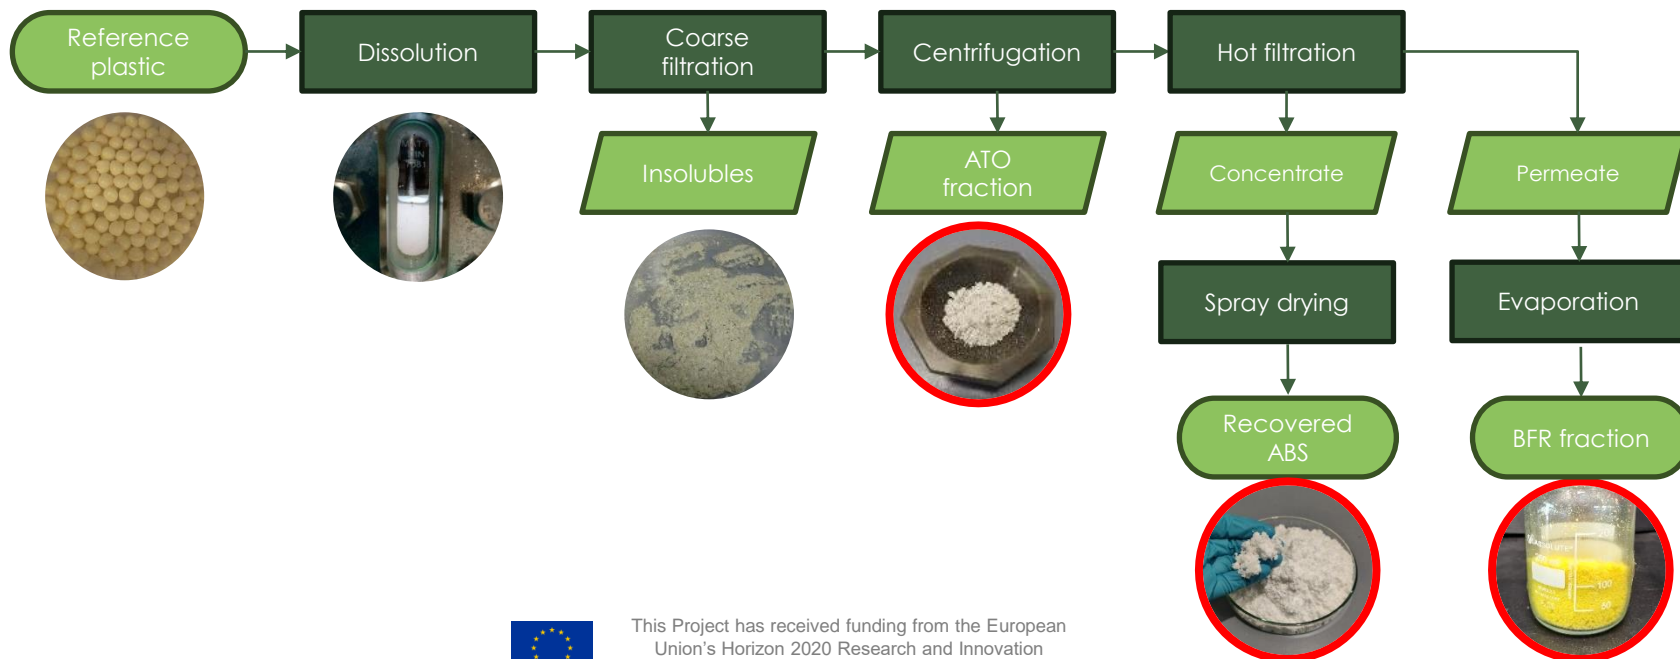 Reference
plastic
Dissolution
Coarse
filtration
Centrifugation
Hot filtration
Insolubles
ATO
fraction
Concentrate
Permeate
Spray drying
Evaporation
Recovered
ABS
BFR fraction
100
This Project has received funding from the European
Union's Horizon 2020 Research and Innovation